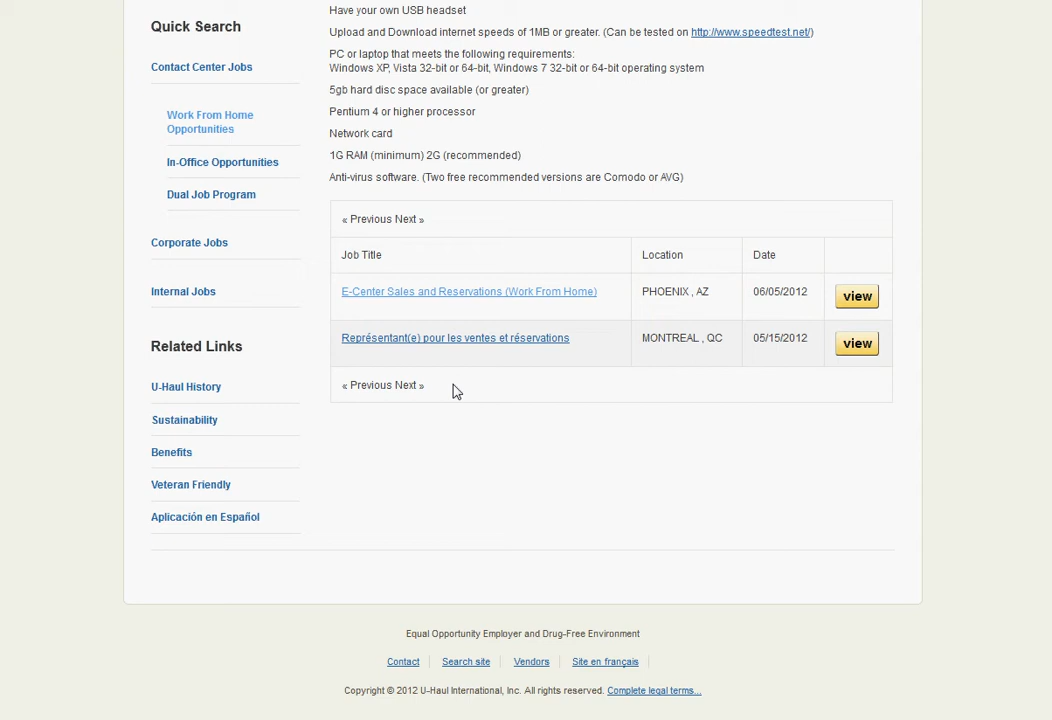 Quick Search
Contact Center Jobs
Work From Home
Opportunities
In-Office Opportunities
Dual Job Program
Corporate Jobs
Internal Jobs
Related Links
U-Haul History
Sustainability
Benefits
Veteran Friendly
Aplicación en Español
Have your own USB headset
Upload and Download internet speeds of 1MB or greater. (Can be tested on http://www.speedtest.net/)
PC or laptop that meets the following requirements:
Windows XP, Vista 32-bit or 64-bit, Windows 7 32-bit or 64-bit operating system
5gb hard disc space available (or greater)
Pentium 4 or higher processor
Network card
1G RAM (minimum) 2G (recommended)
Anti-virus software. (Two free recommended versions are Comodo or AVG)
« Previous Next »
Job Title Location Date
E-Center Sales and Reservations (Work From Home) PHOENIX , AZ 06/05/2012 view
Représentant(e) pour les ventes et réservations MONTREAL , QC 05/15/2012 view
« Previous Next »
Equal Opportunity Employer and Drug-Free Environment
Contact Search site Vendors Site en français
Copyright © 2012 U-Haul International, Inc. All rights reserved. Complete legal terms...